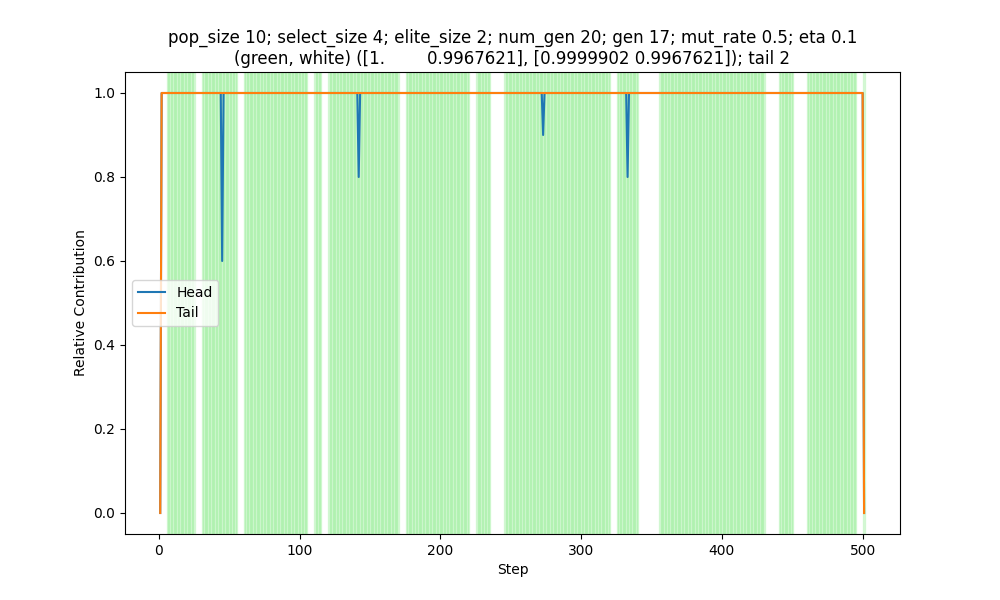 pop_size 10; select_size 4; elite_size 2; num_gen 20; gen 17; mut_rate 0.5; eta 0.1
(green, white) ([1.        0.9967621], [0.9999902 0.9967621]); tail 2
1.0
0.8
0.6
0.4
0.2
0.0
Relative Contribution
Head
Tail
0 100 200 300 400 500
Step